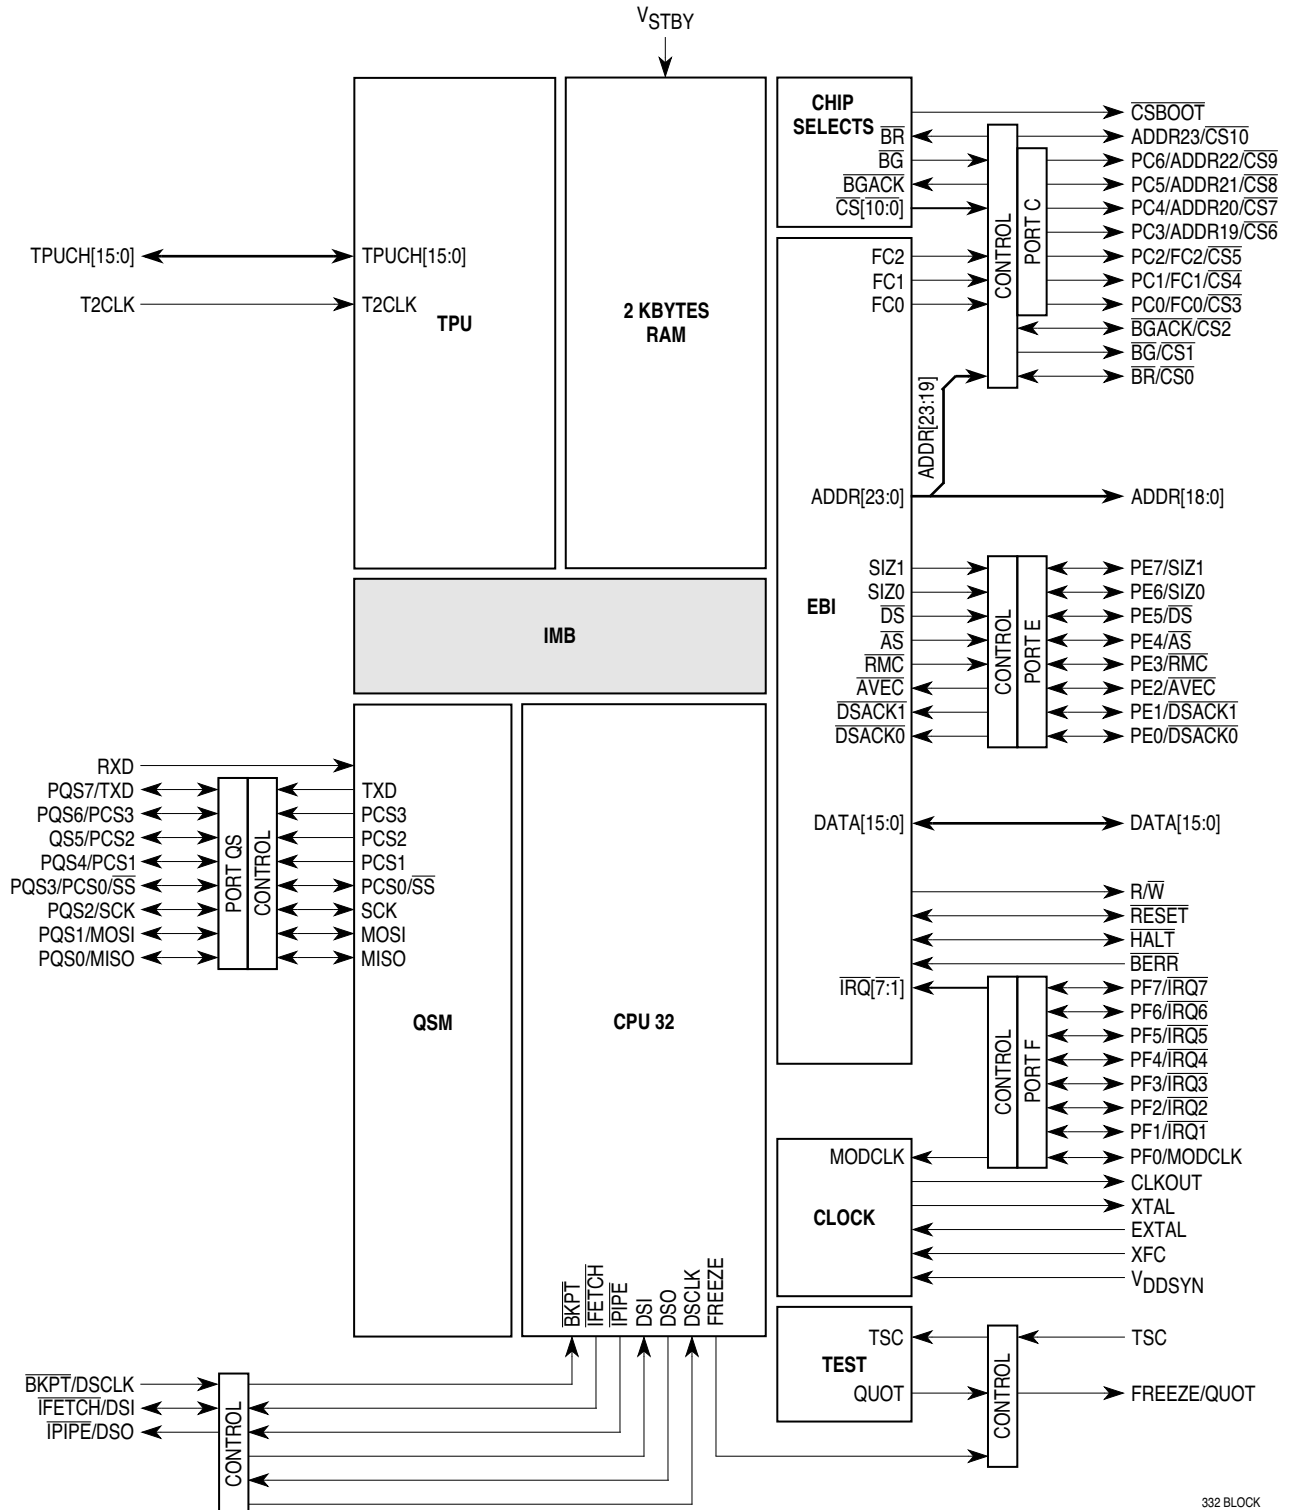 VSTBY
CHIP
SELECTS
BR
BG
BGACK
CS[10:0]
CONTROL
PORT C
CSBOOT
ADDR23/CS10
PC6/ADDR22/CS9
PC5/ADDR21/CS8
PC4/ADDR20/CS7
PC3/ADDR19/CS6
PC2/FC2/CS5
PC1/FC1/CS4
PC0/FC0/CS3
BGACK/CS2
BG/CS1
BR/CS0
TPUCH[15:0]
TPUCH[15:0]
T2CLK
T2CLK
TPU
2 KBYTES
RAM
FC2
FC1
FC0
ADDR[23:19]
ADDR[23:0]
ADDR[18:0]
EBI
SIZ1
SIZ0
DS
AS
RMC
AVEC
DSACK1
DSACK0
CONTROL
PORT E
PE7/SIZ1
PE6/SIZ0
PE5/DS
PE4/AS
PE3/RMC
PE2/AVEC
PE1/DSACK1
PE0/DSACK0
IMB
RXD
PQS7/TXD
PQS6/PCS3
QS5/PCS2
PQS4/PCS1
PQS3/PCS0/SS
PQS2/SCK
PQS1/MOSI
PQS0/MISO
PORT QS
CONTROL
TXD
PCS3
PCS2
PCS1
PCS0/SS
SCK
MOSI
MISO
QSM
CPU 32
DATA[15:0]
DATA[15:0]
R/W
RESET
HALT
BERR
IRQ[7:1]
CONTROL
PORT F
PF7/IRQ7
PF6/IRQ6
PF5/IRQ5
PF4/IRQ4
PF3/IRQ3
PF2/IRQ2
PF1/IRQ1
PF0/MODCLK
MODCLK
CLOCK
CLKOUT
XTAL
EXTAL
XFC
VDDSYN
BKPT
IFETCH
IPIPE
DSI
DSO
DSCLK
FREEZE
TSC
TEST
QUOT
CONTROL
TSC
FREEZE/QUOT
BKPT/DSCLK
IFETCH/DSI
IPIPE/DSO
CONTROL
332 BLOCK